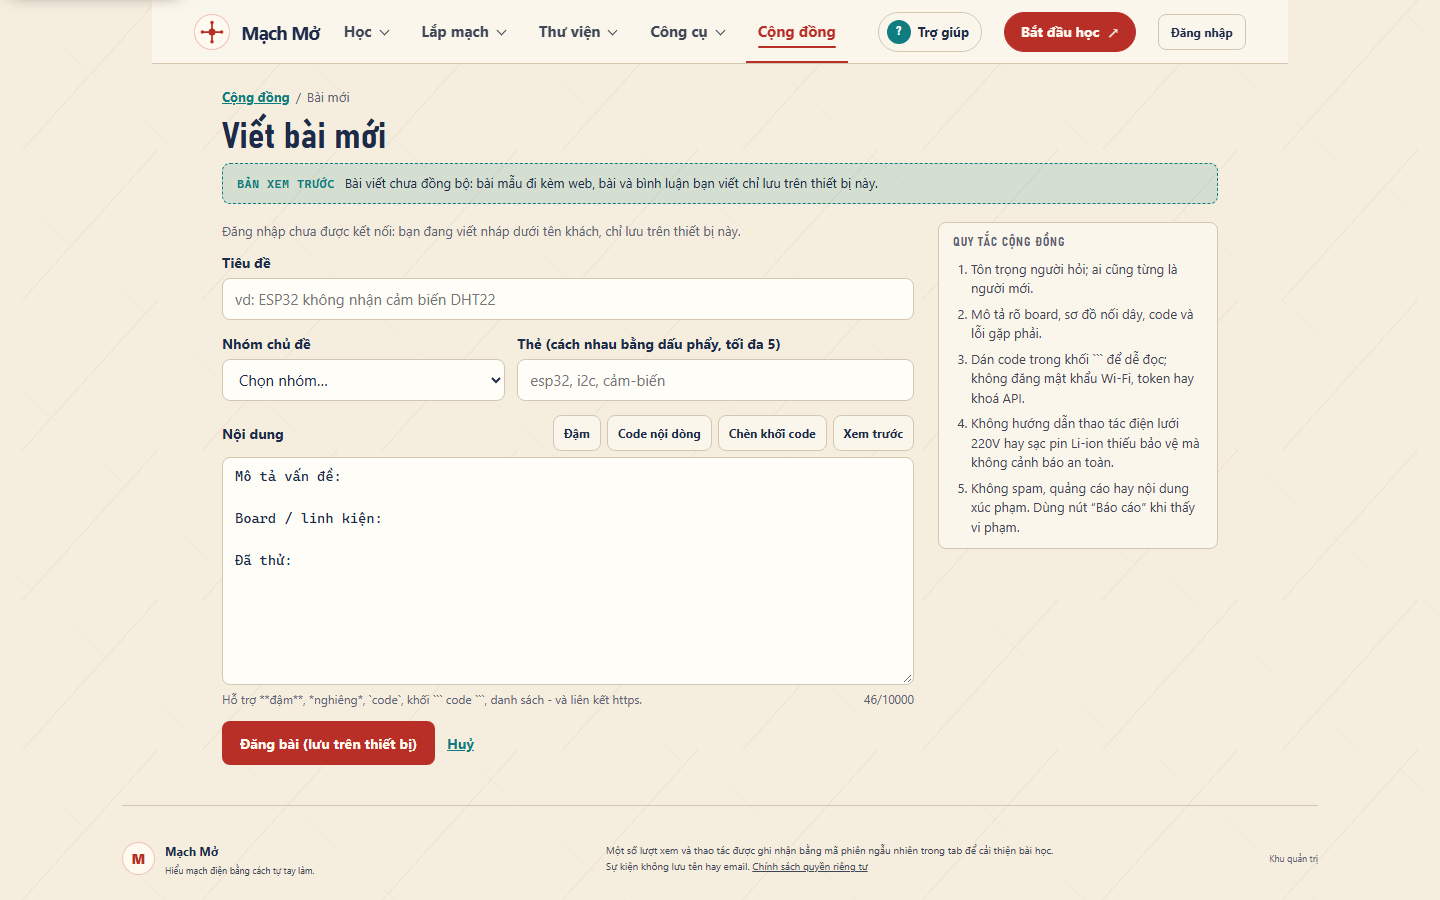 Mạch Mở
Học
Lắp mạch
Thư viện
Công cụ
Cộng đồng
? Trợ giúp
Bắt đầu học ↗
Đăng nhập
Cộng đồng / Bài mới
Viết bài mới
BẢN XEM TRƯỚC Bài viết chưa đồng bộ: bài mẫu đi kèm web, bài và bình luận bạn viết chỉ lưu trên thiết bị này.
Đăng nhập chưa được kết nối: bạn đang viết nháp dưới tên khách, chỉ lưu trên thiết bị này.
Tiêu đề
vd: ESP32 không nhận cảm biến DHT22
Nhóm chủ đề
Thẻ (cách nhau bằng dấu phẩy, tối đa 5)
Chọn nhóm...
esp32, i2c, cảm-biến
Nội dung
Đậm
Code nội dòng
Chèn khối code
Xem trước
Mô tả vấn đề:
Board / linh kiện:
Đã thử:
Hỗ trợ **đậm**, *nghiêng*, `code`, khối ``` code ```, danh sách - và liên kết https.
46/10000
Đăng bài (lưu trên thiết bị)
Huỷ
QUY TẮC CỘNG ĐỒNG
1. Tôn trọng người hỏi; ai cũng từng là
người mới.
2. Mô tả rõ board, sơ đồ nối dây, code và
lỗi gặp phải.
3. Dán code trong khối ``` để dễ đọc;
không đăng mật khẩu Wi-Fi, token hay
khoá API.
4. Không hướng dẫn thao tác điện lưới
220V hay sạc pin Li-ion thiếu bảo vệ mà
không cảnh báo an toàn.
5. Không spam, quảng cáo hay nội dung
xúc phạm. Dùng nút “Báo cáo” khi thấy
vi phạm.
M
Mạch Mở
Hiểu mạch điện bằng cách tự tay làm.
Một số lượt xem và thao tác được ghi nhận bằng mã phiên ngẫu nhiên trong tab để cải thiện bài học.
Sự kiện không lưu tên hay email. Chính sách quyền riêng tư
Khu quản trị